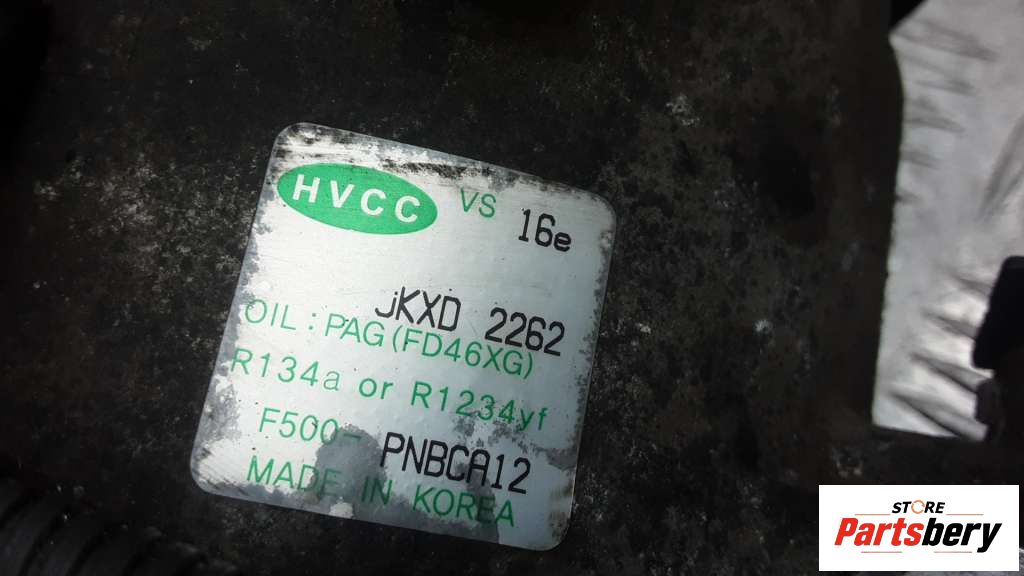 HVCC VS 16e
jKXD 2262
OIL : PAG(FD46XG)
R134a or R1234yf
F500- PNBCA12
MADE IN KOREA
STORE
Partsbery